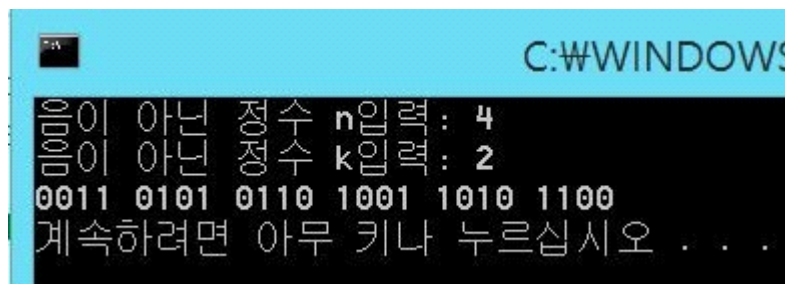 C:₩WINDOWS
음이 아닌 정수 n입력: 4
음이 아닌 정수 k입력: 2
0011 0101 0110 1001 1010 1100
계속하려면 아무 키나 누르십시오 . . .